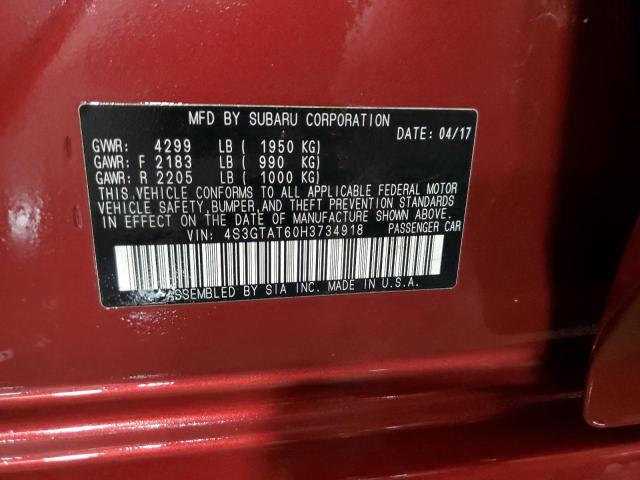 MFD BY SUBARU CORPORATION
DATE: 04/17
GVWR: 4299 LB ( 1950 KG)
GAWR: F 2183 LB ( 990 KG)
GAWR: R 2205 LB ( 1000 KG)
THIS VEHICLE CONFORMS TO ALL APPLICABLE FEDERAL MOTOR
VEHICLE SAFETY, BUMPER, AND THEFT PREVENTION STANDARDS
IN EFFECT ON THE DATE OF MANUFACTURE SHOWN ABOVE.
VIN: 4S3GTAT60H3734918 PASSENGER CAR
ASSEMBLED BY SIA INC. MADE IN U.S.A.